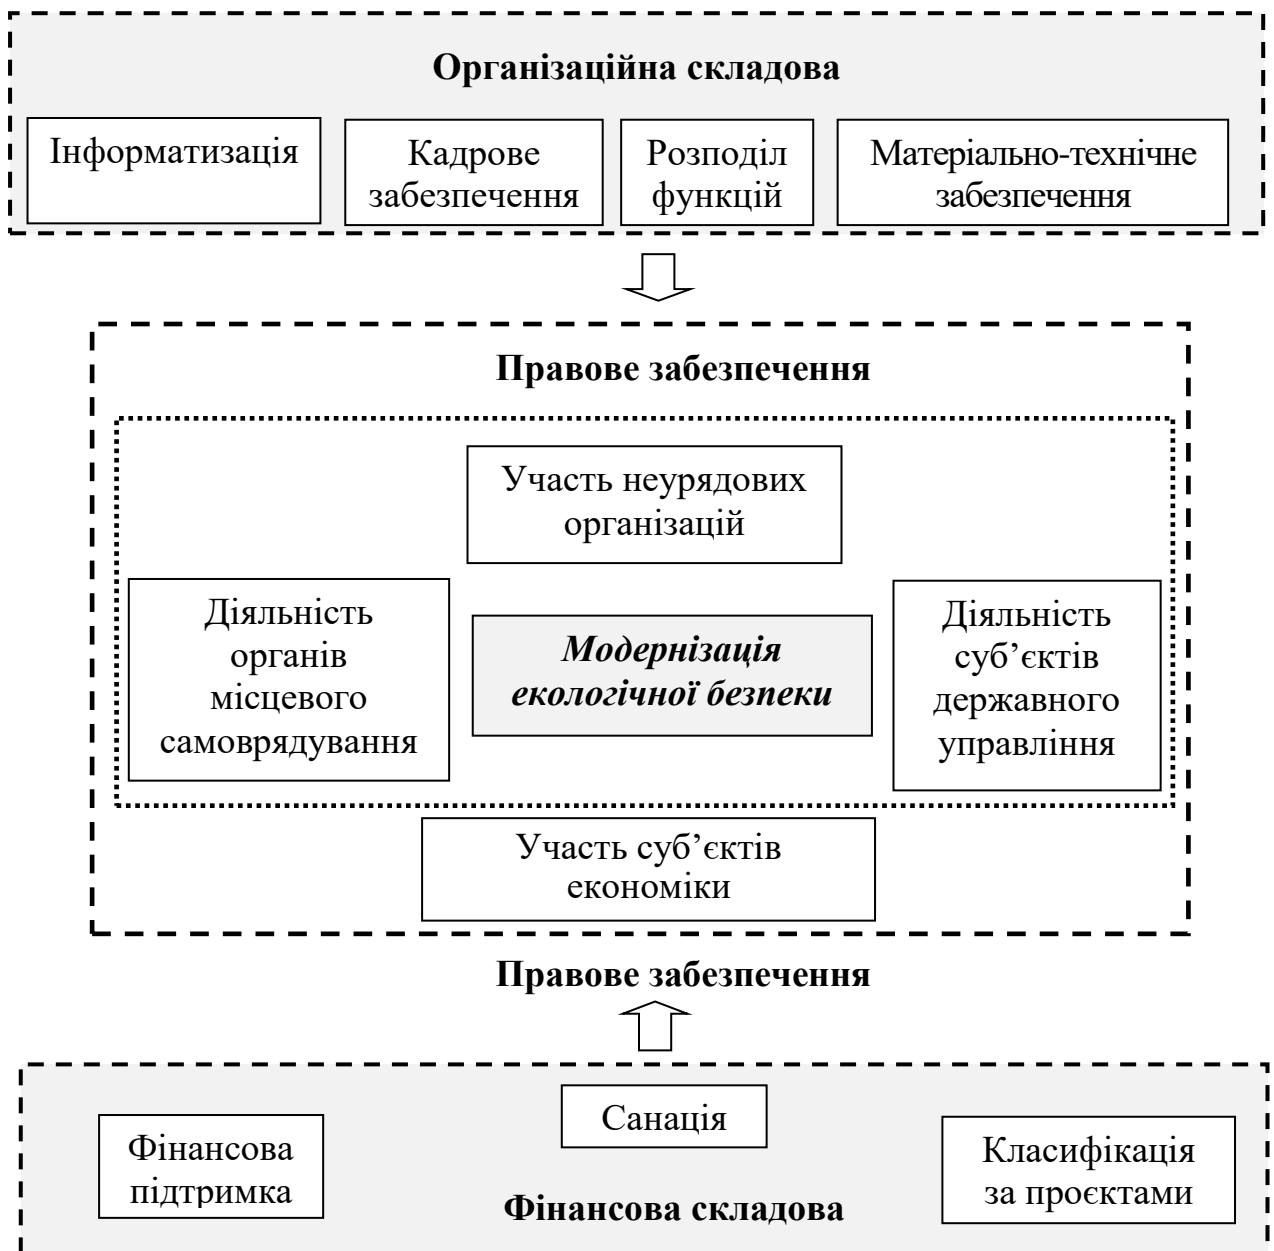 Організаційна складова
Інформатизація
Кадрове
забезпечення
Розподіл
функцій
Матеріально-технічне
забезпечення
Правове забезпечення
Участь неурядових
організацій
Діяльність
органів
місцевого
самоврядування
Модернізація
екологічної безпеки
Діяльність
суб’єктів
державного
управління
Участь суб’єктів
економіки
Правове забезпечення
Санація
Фінансова
підтримка
Класифікація
за проєктами
Фінансова складова